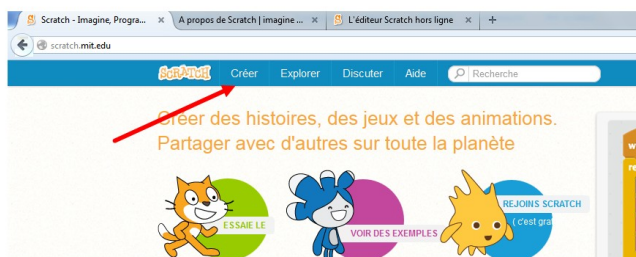 Scratch - Imagine, Progra... × A propos de Scratch | imagine ... × L'éditeur Scratch hors ligne × +
scratch.mit.edu
SCRATCH Créer Explorer Discuter Aide Recherche
Créer des histoires, des jeux et des animations.
Partager avec d'autres sur toute la planète
ESSAIE LE
VOIR DES EXEMPLES
REJOINS SCRATCH
( c'est grat
w
re